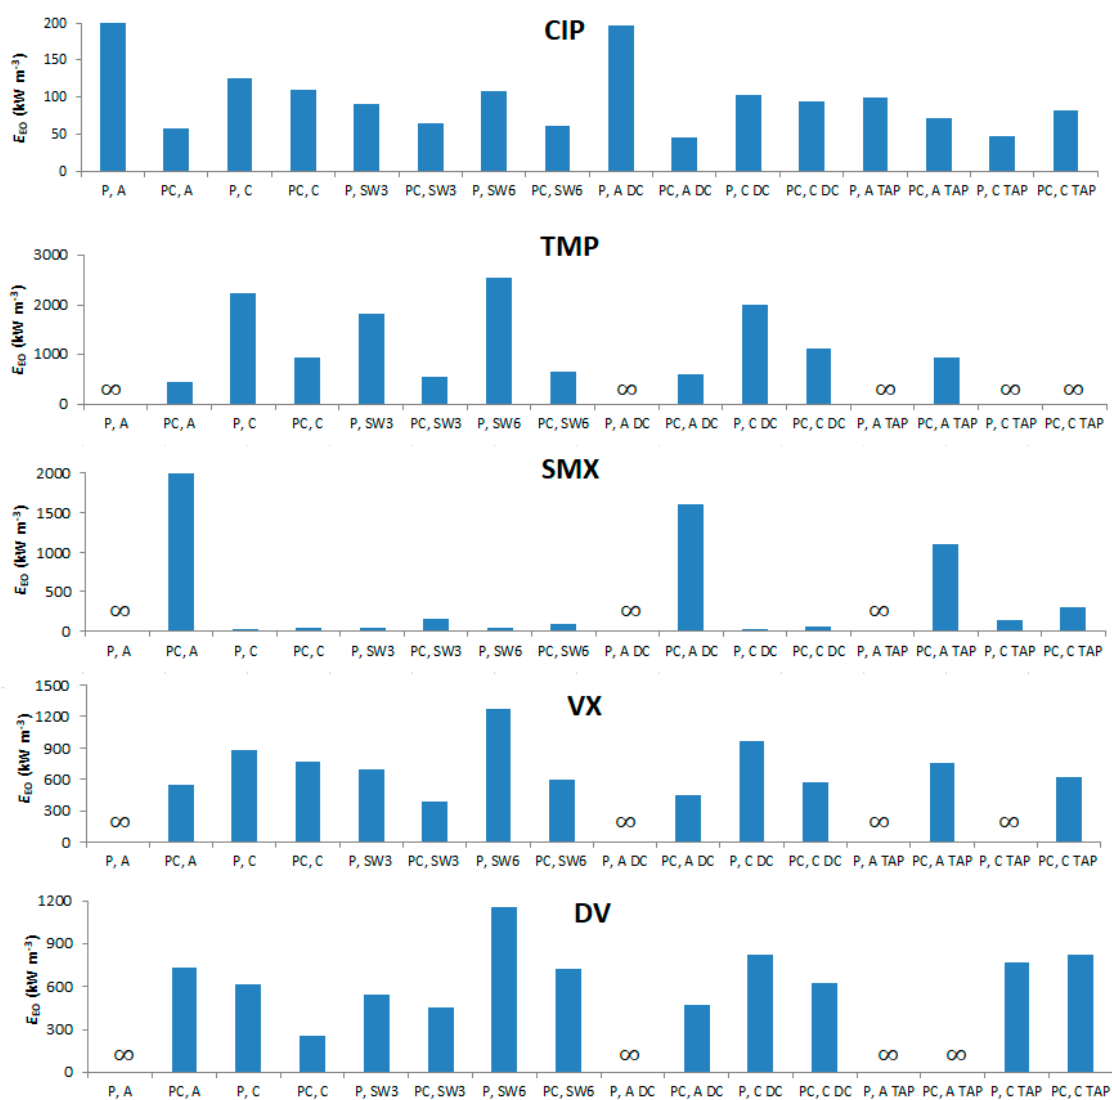 CIP
E_EO (kW m⁻³)
200
150
100
50
0
P, A PC, A P, C PC, C P, SW3 PC, SW3 P, SW6 PC, SW6 P, A DC PC, A DC P, C DC PC, C DC P, A TAP PC, A TAP P, C TAP PC, C TAP
TMP
E_EO (kW m⁻³)
3000
2000
1000
0
∞ ∞ ∞ ∞ ∞
P, A PC, A P, C PC, C P, SW3 PC, SW3 P, SW6 PC, SW6 P, A DC PC, A DC P, C DC PC, C DC P, A TAP PC, A TAP P, C TAP PC, C TAP
SMX
E_EO (kW m⁻³)
2000
1500
1000
500
0
∞ ∞ ∞
P, A PC, A P, C PC, C P, SW3 PC, SW3 P, SW6 PC, SW6 P, A DC PC, A DC P, C DC PC, C DC P, A TAP PC, A TAP P, C TAP PC, C TAP
VX
E_EO (kW m⁻³)
1500
1200
900
600
300
0
∞ ∞ ∞ ∞
P, A PC, A P, C PC, C P, SW3 PC, SW3 P, SW6 PC, SW6 P, A DC PC, A DC P, C DC PC, C DC P, A TAP PC, A TAP P, C TAP PC, C TAP
DV
E_EO (kW m⁻³)
1200
900
600
300
0
∞ ∞ ∞ ∞
P, A PC, A P, C PC, C P, SW3 PC, SW3 P, SW6 PC, SW6 P, A DC PC, A DC P, C DC PC, C DC P, A TAP PC, A TAP P, C TAP PC, C TAP